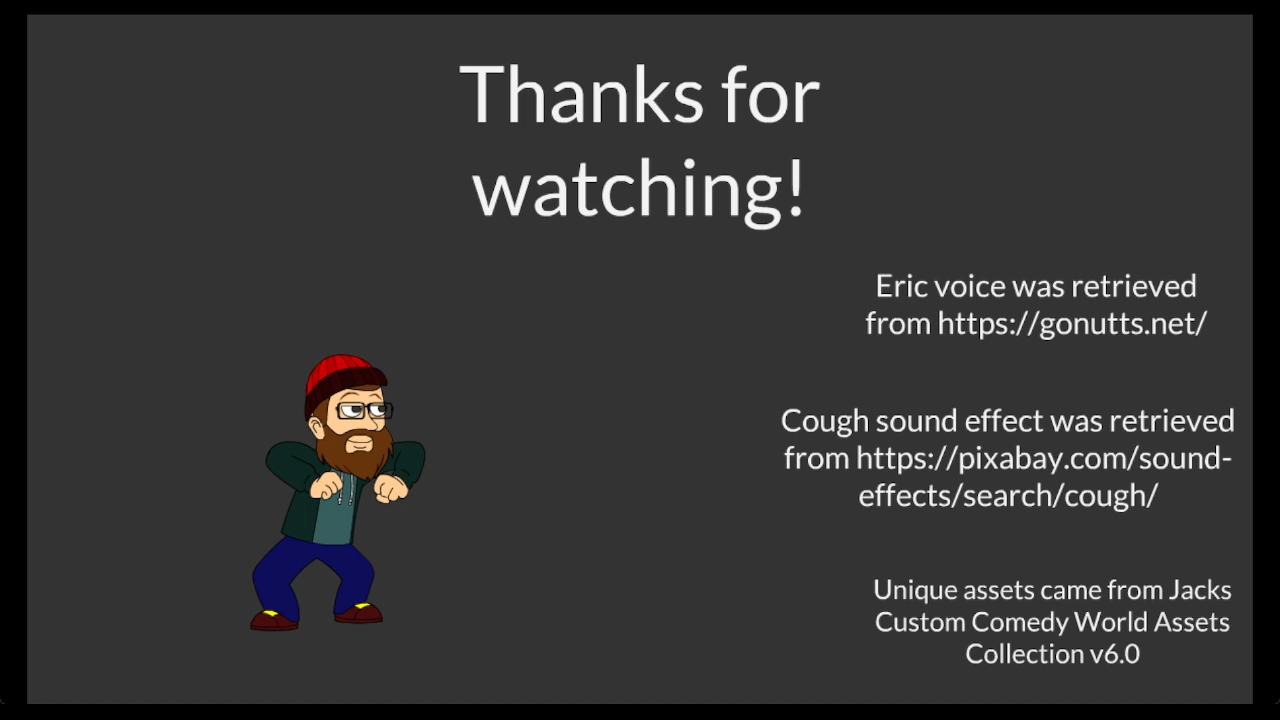 Thanks for
watching!
Eric voice was retrieved
from https://gonutts.net/
Cough sound effect was retrieved
from https://pixabay.com/sound-
effects/search/cough/
Unique assets came from Jacks
Custom Comedy World Assets
Collection v6.0